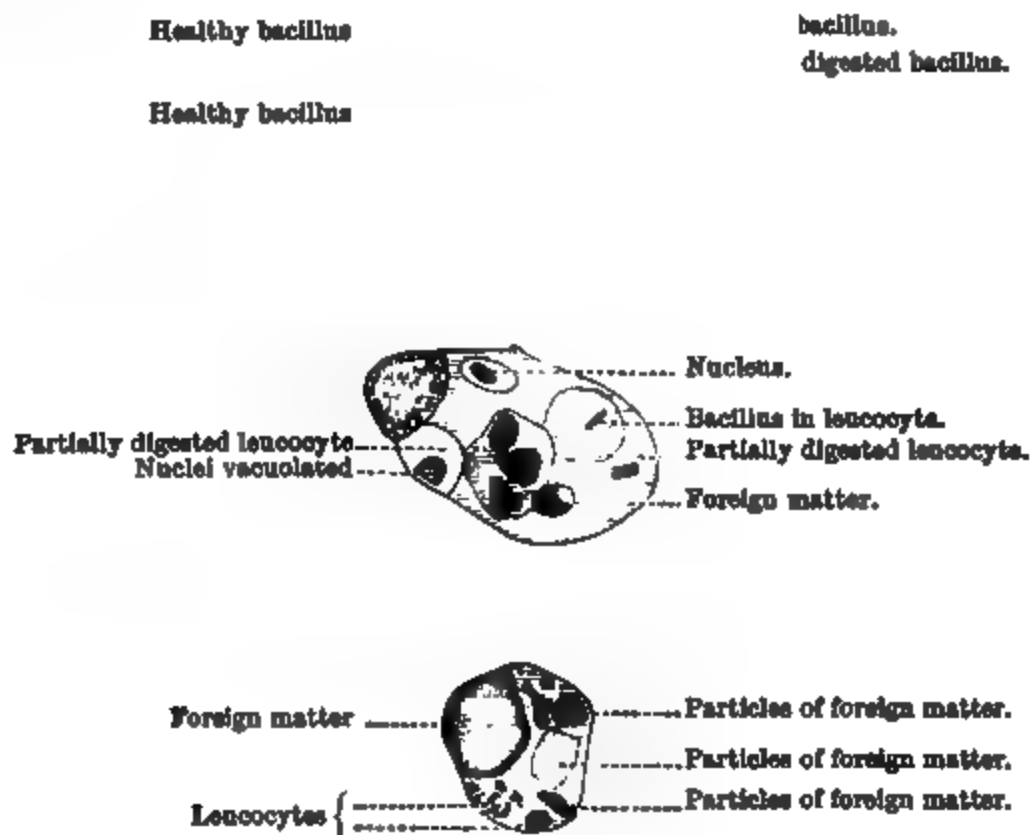 Healthy bacillus
bacillus.
digested bacillus.
Healthy bacillus
Nucleus.
Bacillus in leucocyte.
Partially digested leucocyte
Partially digested leucocyte.
Nuclei vacuolated
Foreign matter.
Foreign matter
Particles of foreign matter.
Particles of foreign matter.
Particles of foreign matter.
Leucocytes {